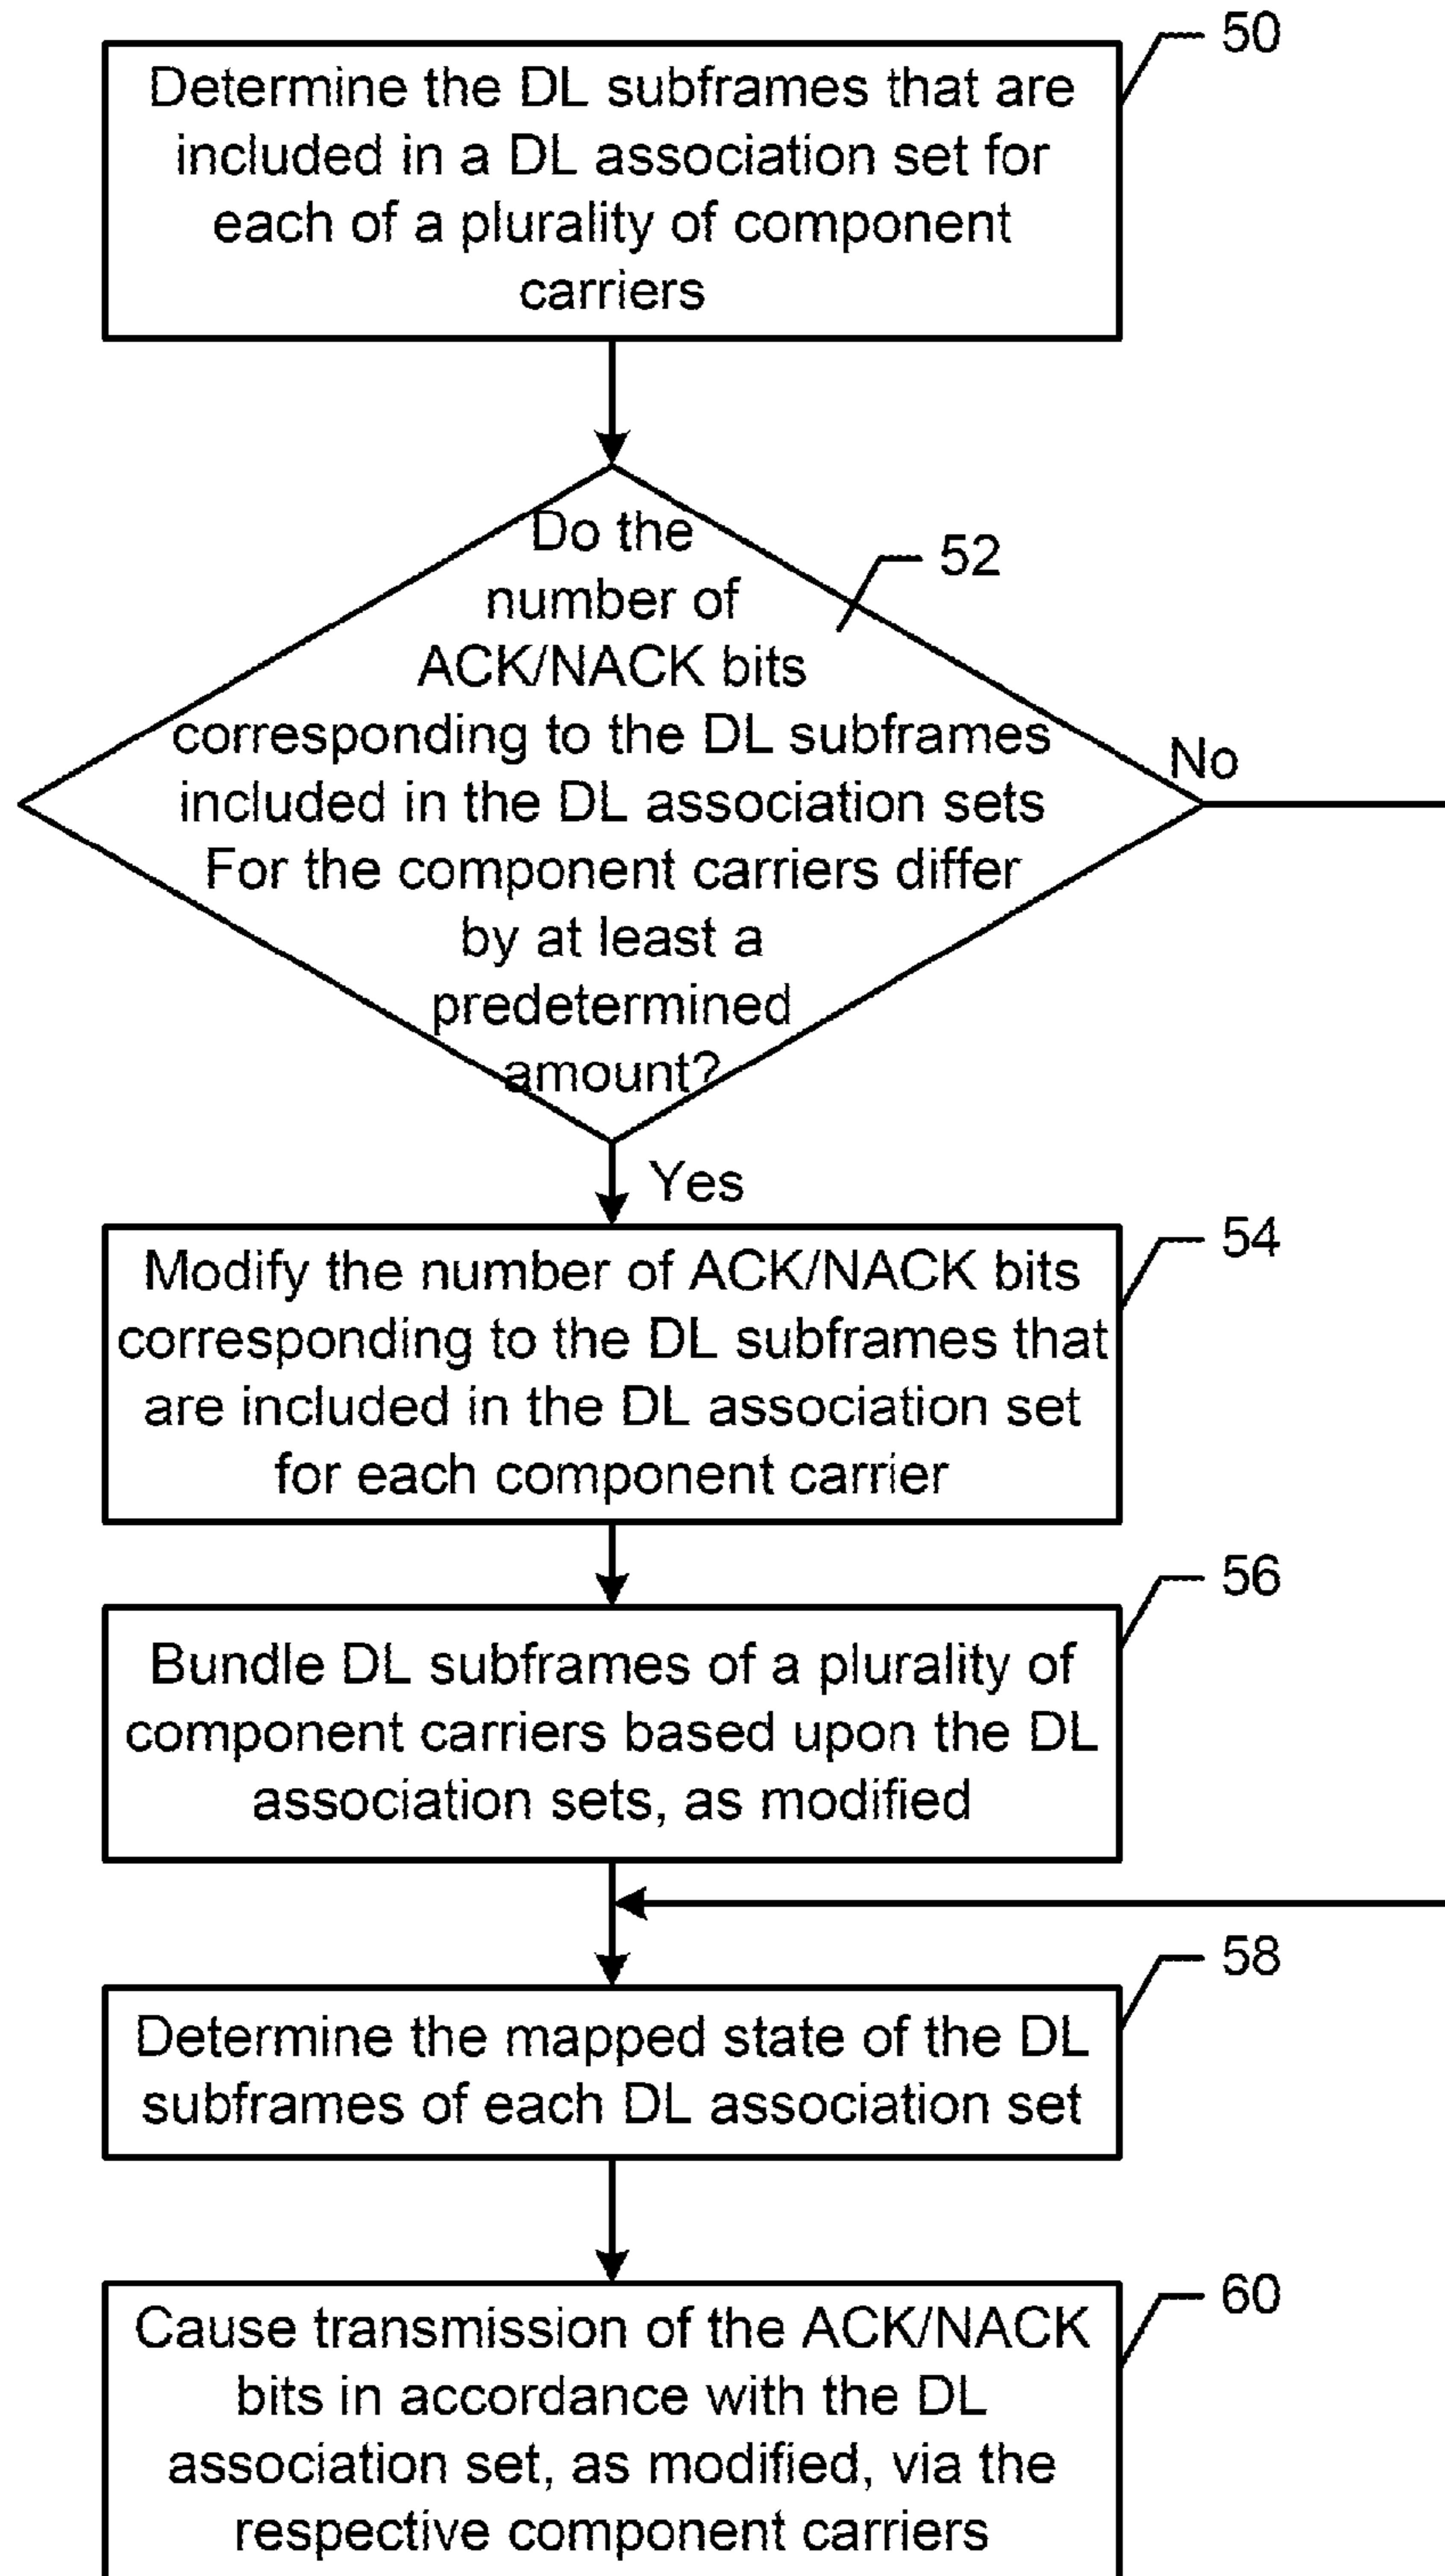 50
Determine the DL subframes that are
included in a DL association set for
each of a plurality of component
carriers
Do the
52
number of
ACK/NACK bits
corresponding to the DL subframes
No
included in the DL association sets
For the component carriers differ
by at least a
predetermined
amount?
Yes
54
Modify the number of ACK/NACK bits
corresponding to the DL subframes that
are included in the DL association set
for each component carrier
56
Bundle DL subframes of a plurality of
component carriers based upon the DL
association sets, as modified
58
Determine the mapped state of the DL
subframes of each DL association set
60
Cause transmission of the ACK/NACK
bits in accordance with the DL
association set, as modified, via the
respective component carriers